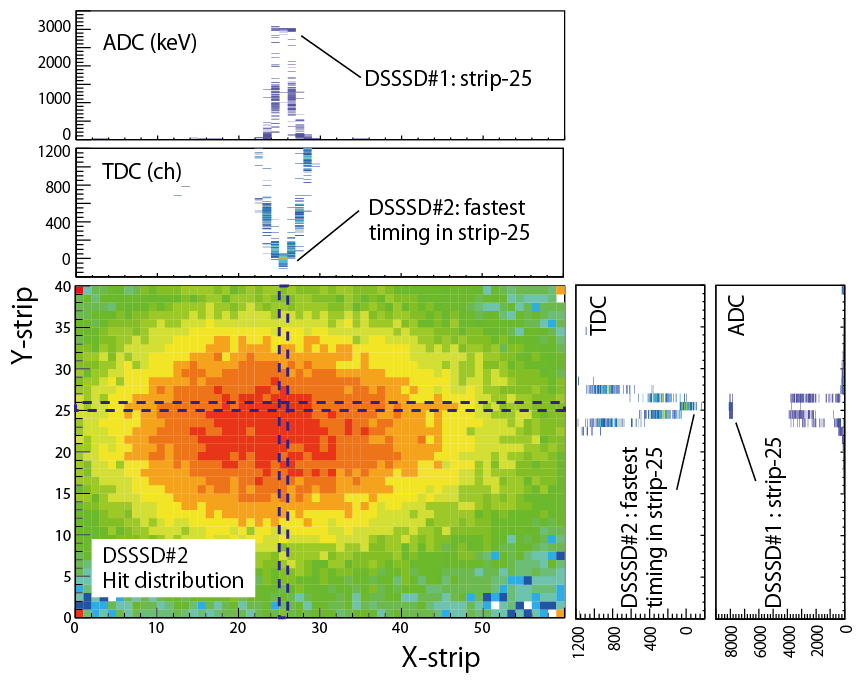 3000
ADC (keV)
2000
DSSSD#1: strip-25
1000
0
1200
TDC (ch)
800
DSSSD#2: fastest
timing in strip-25
400
0
Y-strip
40
35
30
25
20
15
10
5
0
DSSSD#2
Hit distribution
0 10 20 30 40 50
X-strip
TDC
DSSSD#2 : fastest
timing in strip-25
1200 800 400 0
ADC
DSSSD#1 : strip-25
8000 6000 4000 2000 0